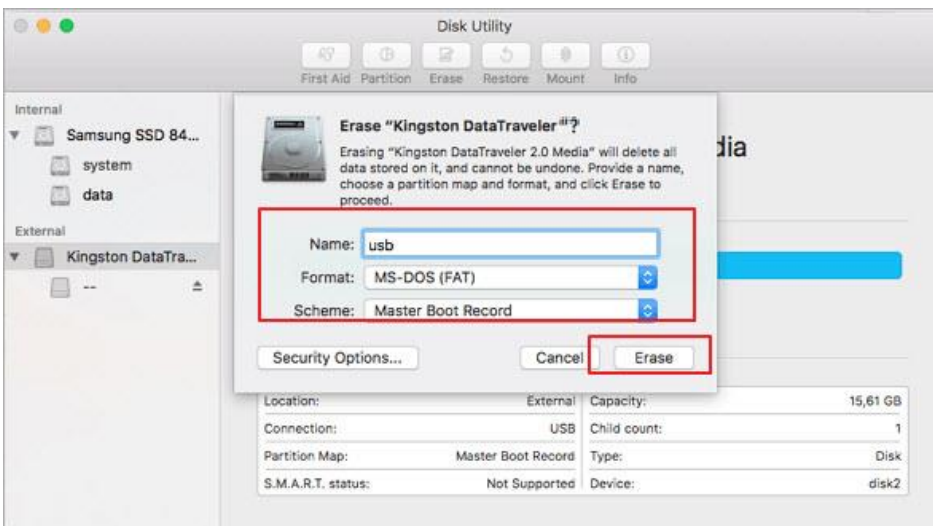 Disk Utility
First Aid Partition Erase Restore Mount Info
Internal
Samsung SSD 84...
system
data
External
Kingston DataTra...
--
Erase "Kingston DataTraveler"?
Erasing "Kingston DataTraveler 2.0 Media" will delete all
data stored on it, and cannot be undone. Provide a name,
choose a partition map and format, and click Erase to
proceed.
Name: usb
Format: MS-DOS (FAT)
Scheme: Master Boot Record
Security Options... Cancel Erase
dia
Location: External Capacity: 15,61 GB
Connection: USB Child count: 1
Partition Map: Master Boot Record Type: Disk
S.M.A.R.T. status: Not Supported Device: disk2